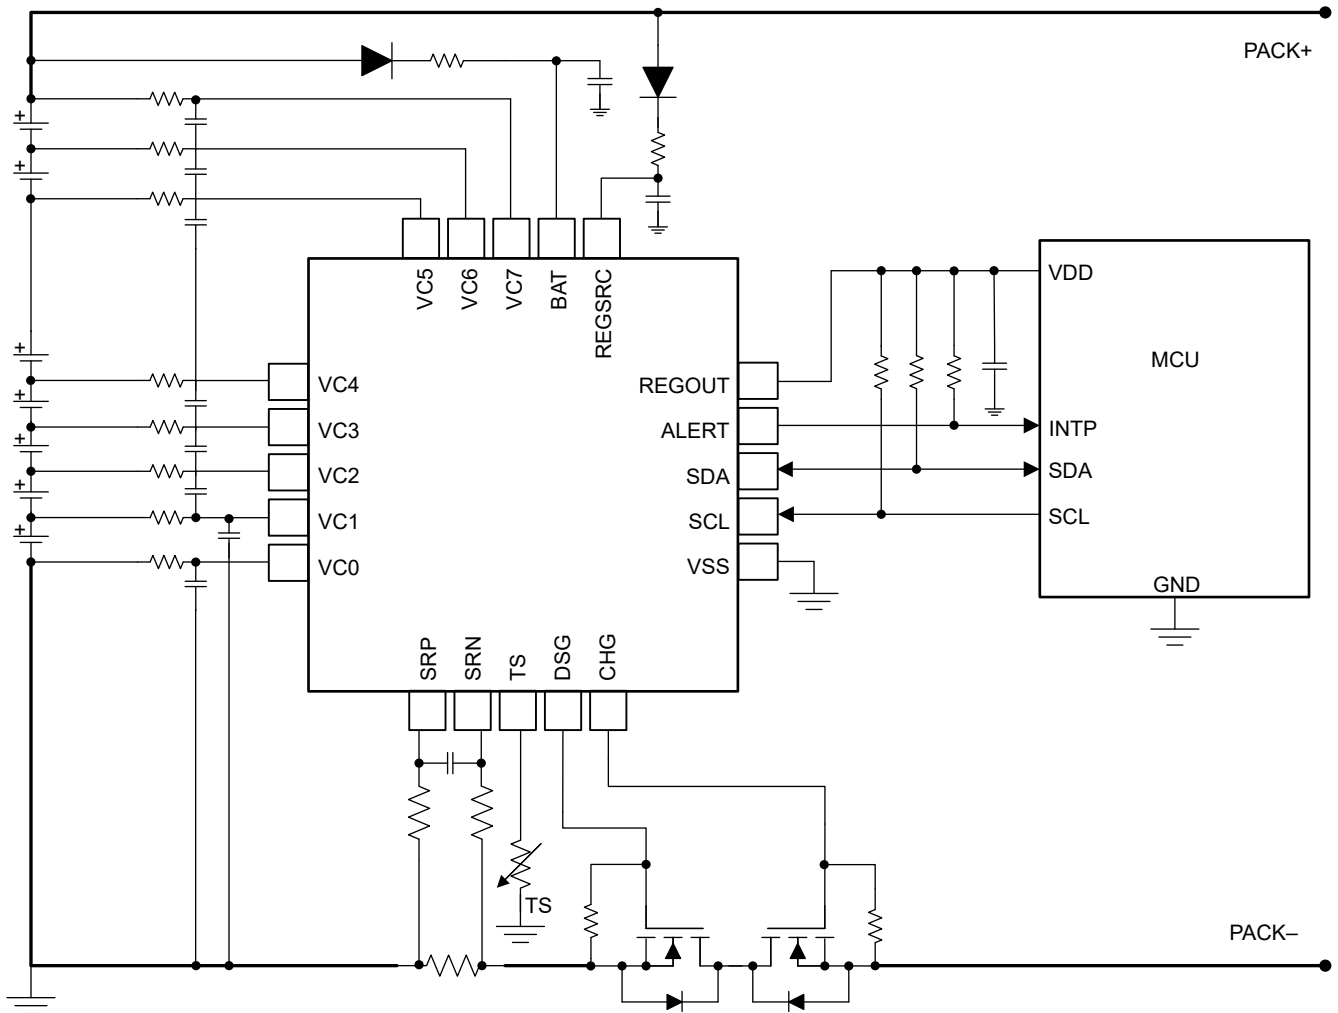 PACK+
VC5
VC6
VC7
BAT
REGSRC
VDD
MCU
VC4
REGOUT
VC3
ALERT
INTP
VC2
SDA
SDA
VC1
SCL
SCL
VC0
VSS
GND
SRP
SRN
TS
DSG
CHG
TS
PACK–
+
+
+
+
+
+
+